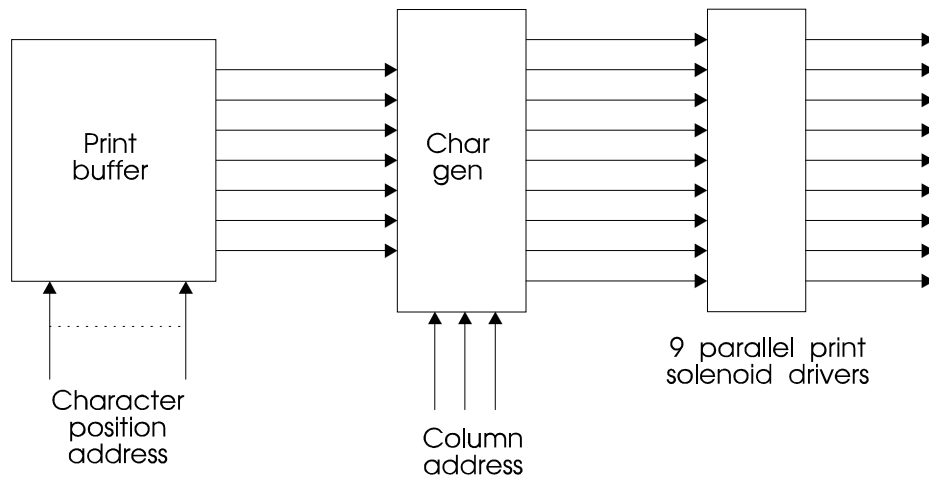 Print
buffer
Char
gen
9 parallel print
solenoid drivers
Character
position
address
Column
address